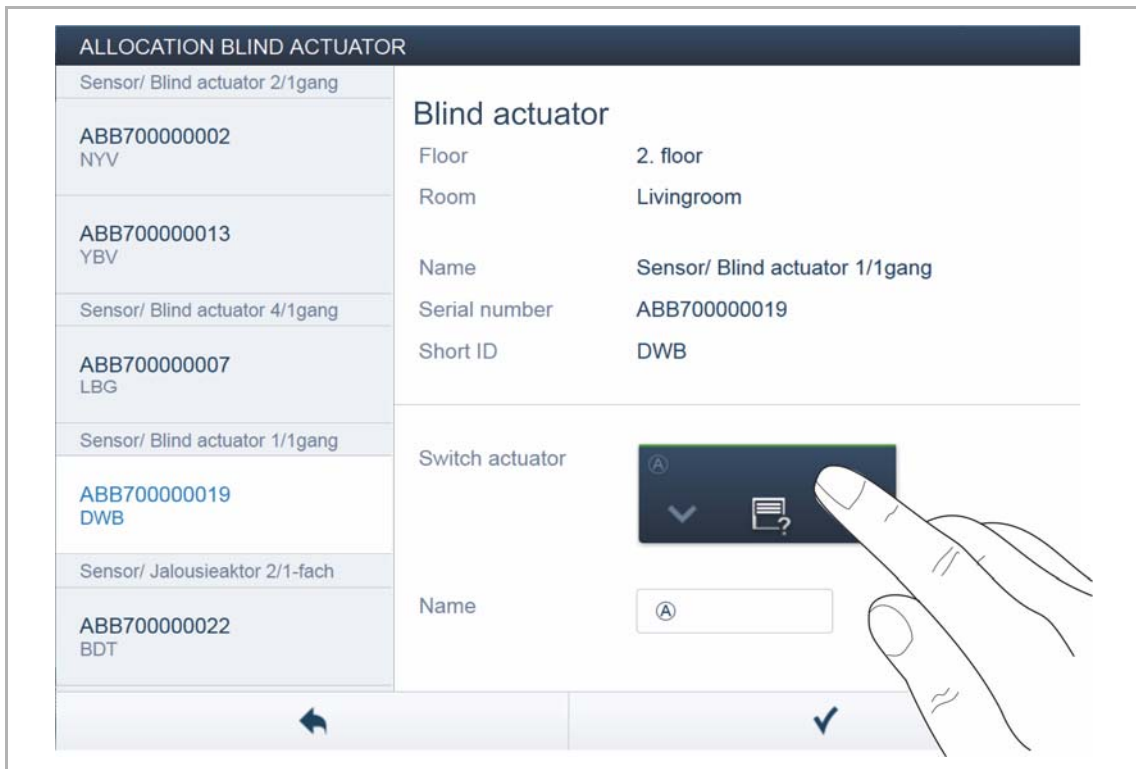 ALLOCATION BLIND ACTUATOR
Sensor/ Blind actuator 2/1gang
ABB700000002
NYV
ABB700000013
YBV
Sensor/ Blind actuator 4/1gang
ABB700000007
LBG
Sensor/ Blind actuator 1/1gang
ABB700000019
DWB
Sensor/ Jalousieaktor 2/1-fach
ABB700000022
BDT
Blind actuator
Floor 2. floor
Room Livingroom
Name Sensor/ Blind actuator 1/1gang
Serial number ABB700000019
Short ID DWB
Switch actuator Ⓐ
?
Name Ⓐ